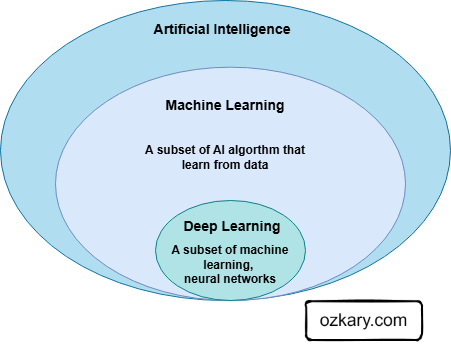 Artificial Intelligence
Machine Learning
A subset of AI algorthm that
learn from data
Deep Learning
A subset of machine
learning,
neural networks
ozkary.com